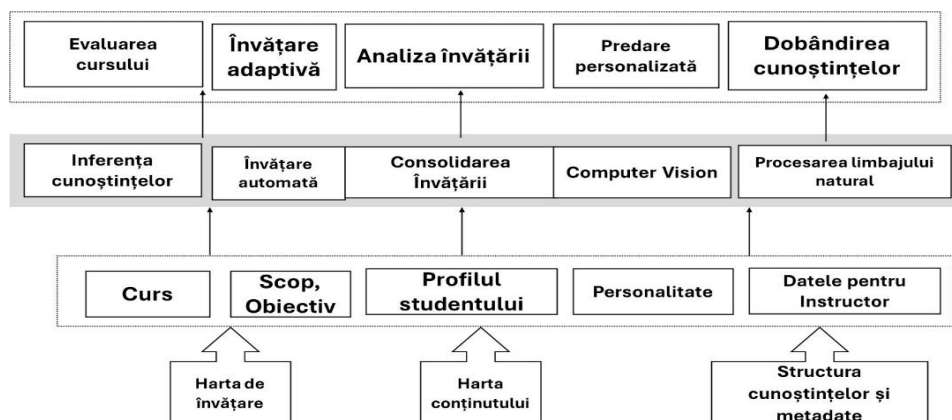 Evaluarea
cursului
Învățare
adaptivă
Analiza învățării
Predare
personalizată
Dobândirea
cunoștințelor
Inferența
cunoștințelor
Învățare
automată
Consolidarea
Învățării
Computer Vision
Procesarea limbajului
natural
Curs
Scop,
Obiectiv
Profilul
studentului
Personalitate
Datele pentru
Instructor
Harta de
învățare
Harta
conținutului
Structura
cunoștințelor și
metadate